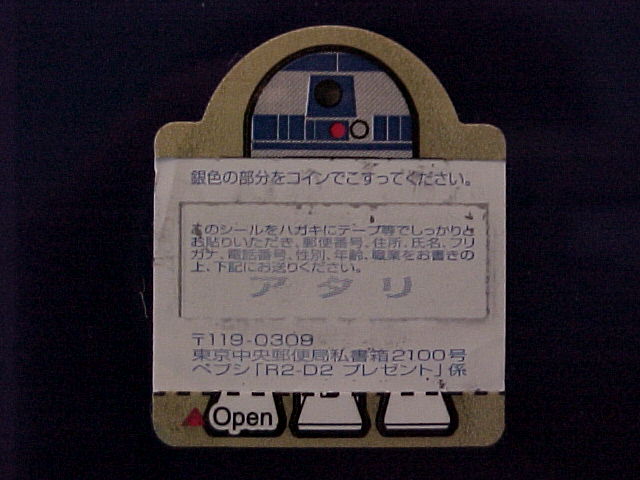 銀色の部分をコインでこすってください。
このシールをハガキにテープ等でしっかりと
お貼りいただき、郵便番号、住所、氏名、フリ
ガナ、電話番号、性別、年齢、職業をお書きの
上、下記にお送りください。
アタリ
〒119-0309
東京中央郵便局私書箱2100号
ペプシ「R2-D2 プレゼント」係
Open